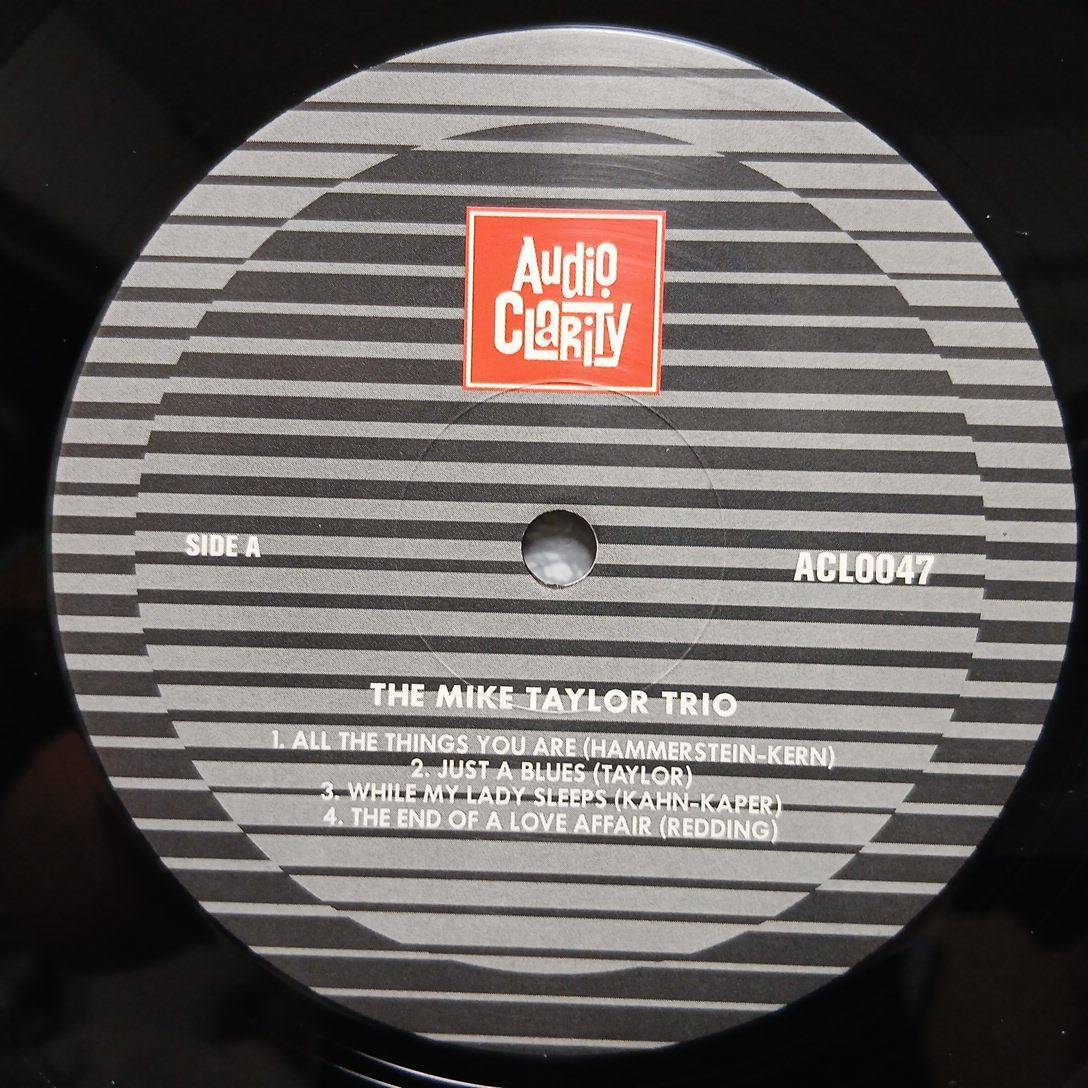 Audio
Clarity
SIDE A
ACL0047
THE MIKE TAYLOR TRIO
1. ALL THE THINGS YOU ARE (HAMMERSTEIN-KERN)
2. JUST A BLUES (TAYLOR)
3. WHILE MY LADY SLEEPS (KAHN-KAPER)
4. THE END OF A LOVE AFFAIR (REDDING)